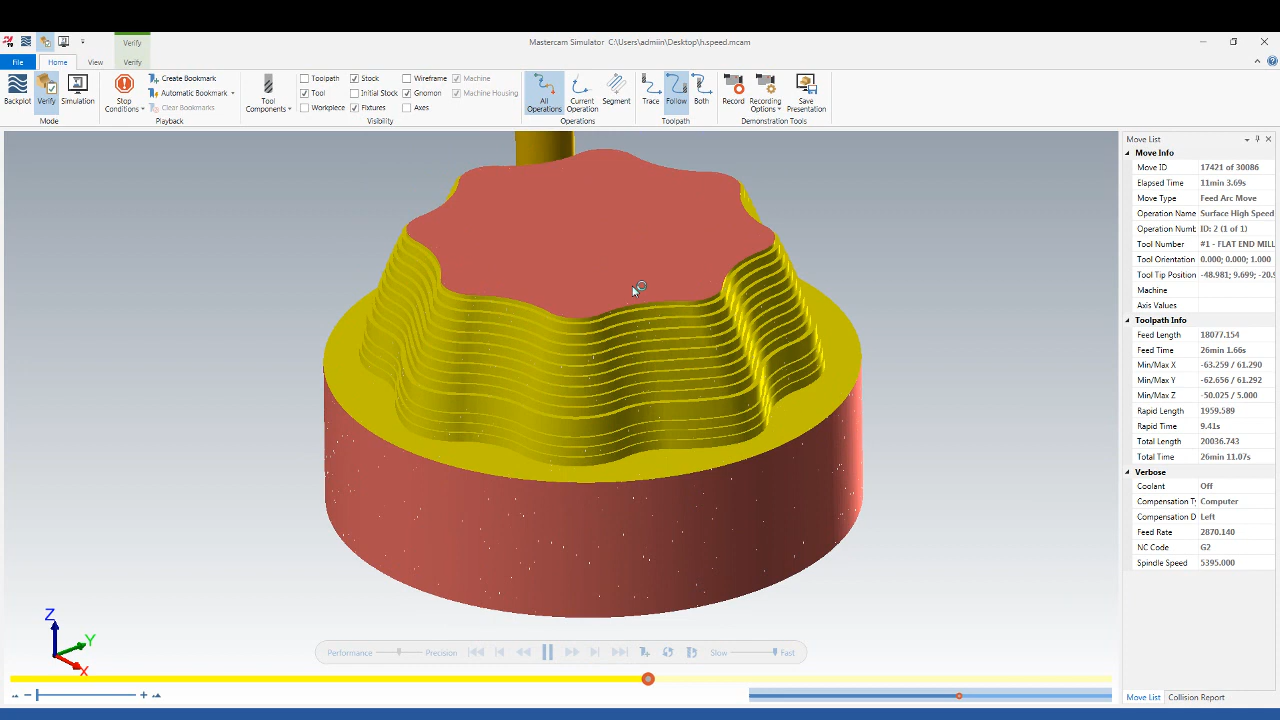 Verify
Mastercam Simulator C:\Users\admiin\Desktop\h.speed.mcam
File
Home
View
Verify
Backplot
Verify
Simulation
Mode
Stop Conditions
Create Bookmark
Automatic Bookmark
Clear Bookmarks
Playback
Tool Components
Toolpath
Stock
Wireframe
Machine
Tool
Initial Stock
Gnomon
Machine Housing
Workpiece
Fixtures
Axes
Visibility
All Operations
Current Operation
Segment
Operations
Trace
Follow
Both
Toolpath
Record
Recording Options
Save Presentation
Demonstration Tools
Move List
Move Info
Move ID 17421 of 30086
Elapsed Time 11min 3.69s
Move Type Feed Arc Move
Operation Name Surface High Speed
Operation Numt ID: 2 (1 of 1)
Tool Number #1 - FLAT END MILL
Tool Orientation 0.000; 0.000; 1.000
Tool Tip Position -48.981; 9.699; -20.9
Machine
Axis Values
Toolpath Info
Feed Length 18077.154
Feed Time 26min 1.66s
Min/Max X -63.259 / 61.290
Min/Max Y -62.656 / 61.292
Min/Max Z -50.025 / 5.000
Rapid Length 1959.589
Rapid Time 9.41s
Total Length 20036.743
Total Time 26min 11.07s
Verbose
Coolant Off
Compensation Ty Computer
Compensation D Left
Feed Rate 2870.140
NC Code G2
Spindle Speed 5395.000
Z
Y
X
Performance
Precision
Slow
Fast
Move List
Collision Report